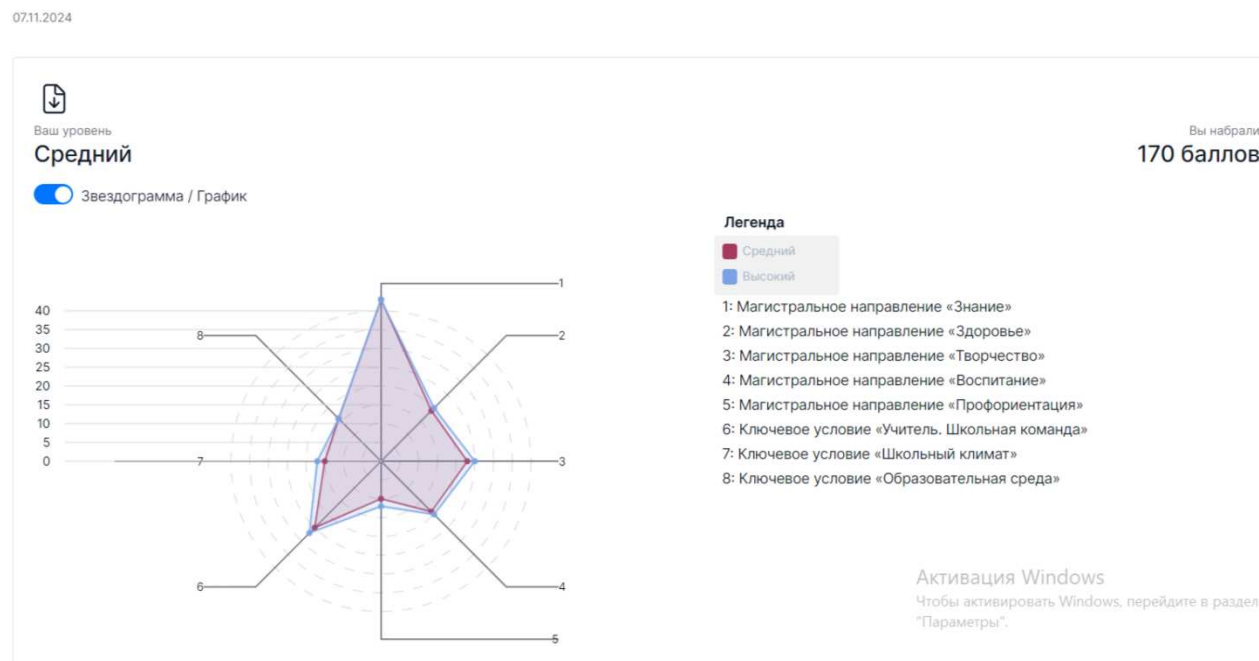 07.11.2024
Ваш уровень
Средний
Вы набрали
170 баллов
Звездограмма / График
Легенда
Средний
Высокий
1: Магистральное направление «Знание»
2: Магистральное направление «Здоровье»
3: Магистральное направление «Творчество»
4: Магистральное направление «Воспитание»
5: Магистральное направление «Профориентация»
6: Ключевое условие «Учитель. Школьная команда»
7: Ключевое условие «Школьный климат»
8: Ключевое условие «Образовательная среда»
40
35
30
25
20
15
10
5
0
1
2
3
4
5
6
7
8
Активация Windows
Чтобы активировать Windows, перейдите в раздел
"Параметры".